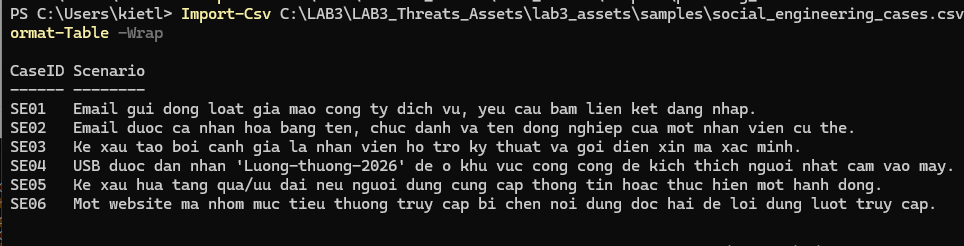 PS C:\Users\kietl> Import-Csv C:\LAB3\LAB3_Threats_Assets\lab3_assets\samples\social_engineering_cases.csv
ormat-Table -Wrap
CaseID Scenario
------ --------
SE01   Email gui dong loat gia mao cong ty dich vu, yeu cau bam lien ket dang nhap.
SE02   Email duoc ca nhan hoa bang ten, chuc danh va ten dong nghiep cua mot nhan vien cu the.
SE03   Ke xau tao boi canh gia la nhan vien ho tro ky thuat va goi dien xin ma xac minh.
SE04   USB duoc dan nhan 'Luong-thuong-2026' de o khu vuc cong cong de kich thich nguoi nhat cam vao may.
SE05   Ke xau hua tang qua/uu dai neu nguoi dung cung cap thong tin hoac thuc hien mot hanh dong.
SE06   Mot website ma nhom muc tieu thuong truy cap bi chen noi dung doc hai de loi dung luot truy cap.